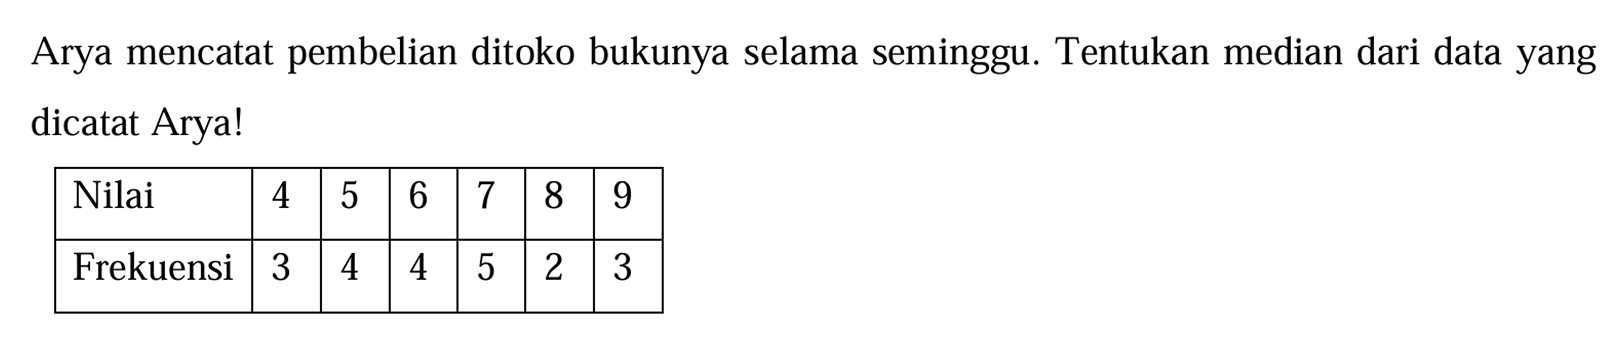 Arya mencatat pembelian ditoko bukunya selama seminggu. Tentukan median dari data yang
dicatat Arya!
Nilai 4 5 6 7 8 9
Frekuensi 3 4 4 5 2 3